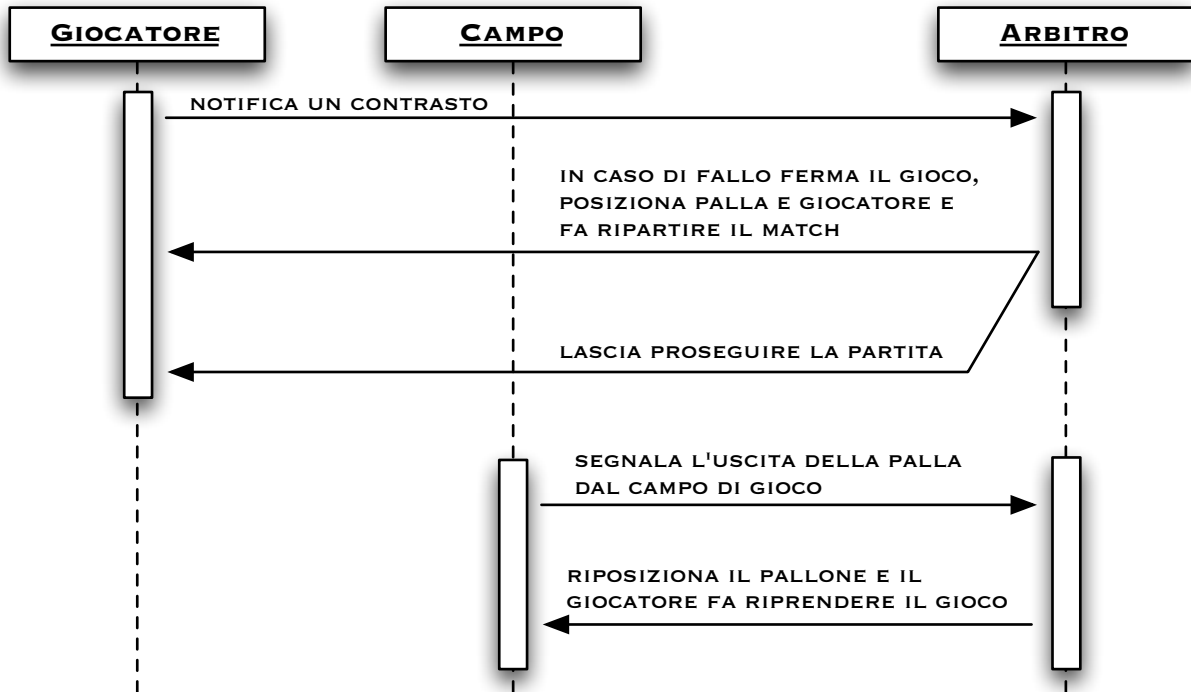 GIOCATORE
CAMPO
ARBITRO
NOTIFICA UN CONTRASTO
IN CASO DI FALLO FERMA IL GIOCO,
POSIZIONA PALLA E GIOCATORE E
FA RIPARTIRE IL MATCH
LASCIA PROSEGUIRE LA PARTITA
SEGNALA L'USCITA DELLA PALLA
DAL CAMPO DI GIOCO
RIPOSIZIONA IL PALLONE E IL
GIOCATORE FA RIPRENDERE IL GIOCO